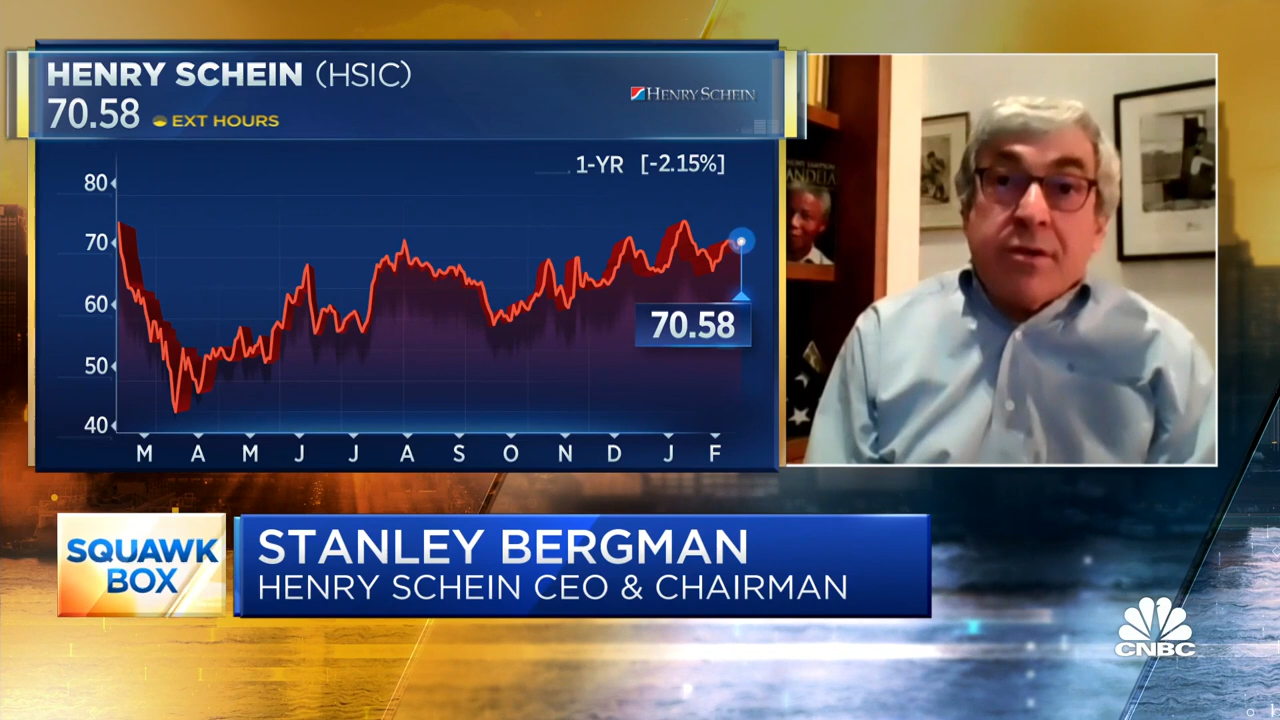 HENRY SCHEIN (HSIC)
70.58 EXT HOURS
HENRY SCHEIN
1-YR [-2.15%]
80
70
60
50
40
70.58
M A M J J A S O N D J F
SQUAWK
BOX
STANLEY BERGMAN
HENRY SCHEIN CEO & CHAIRMAN
CNBC